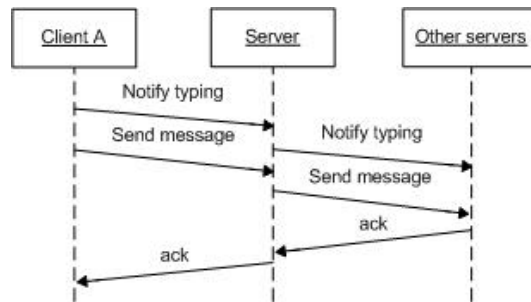 Client A
Server
Other servers
Notify typing
Send message
Notify typing
Send message
ack
ack